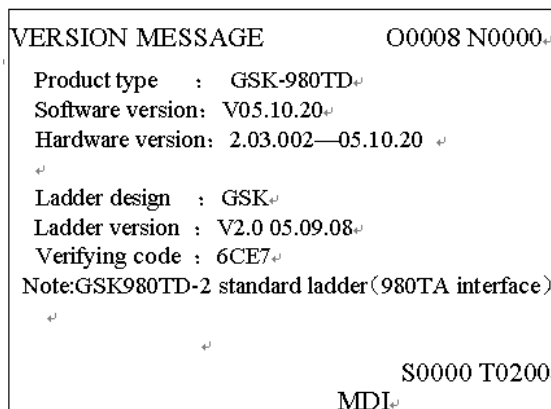 VERSION MESSAGE O0008 N0000
Product type : GSK-980TD
Software version: V05.10.20
Hardware version: 2.03.002—05.10.20
Ladder design : GSK
Ladder version : V2.0 05.09.08
Verifying code : 6CE7
Note:GSK980TD-2 standard ladder(980TA interface)
S0000 T0200
MDI